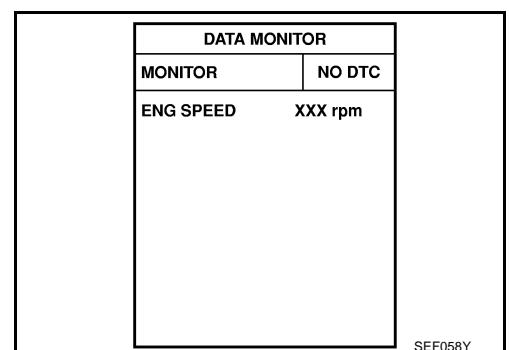 DATA MONITOR
MONITOR NO DTC
ENG SPEED XXX rpm
SEF058Y